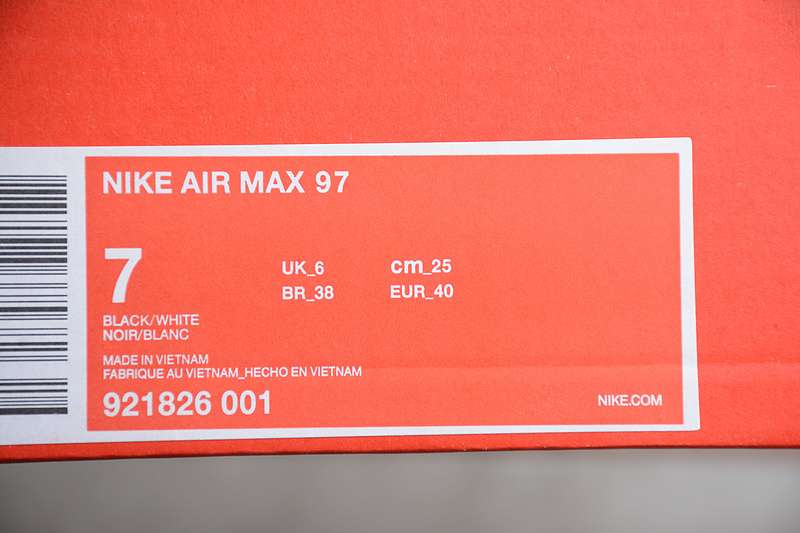 NIKE AIR MAX 97
7
UK_6 cm_25
BR_38 EUR_40
BLACK/WHITE
NOIR/BLANC
MADE IN VIETNAM
FABRIQUE AU VIETNAM_HECHO EN VIETNAM
921826 001
NIKE.COM